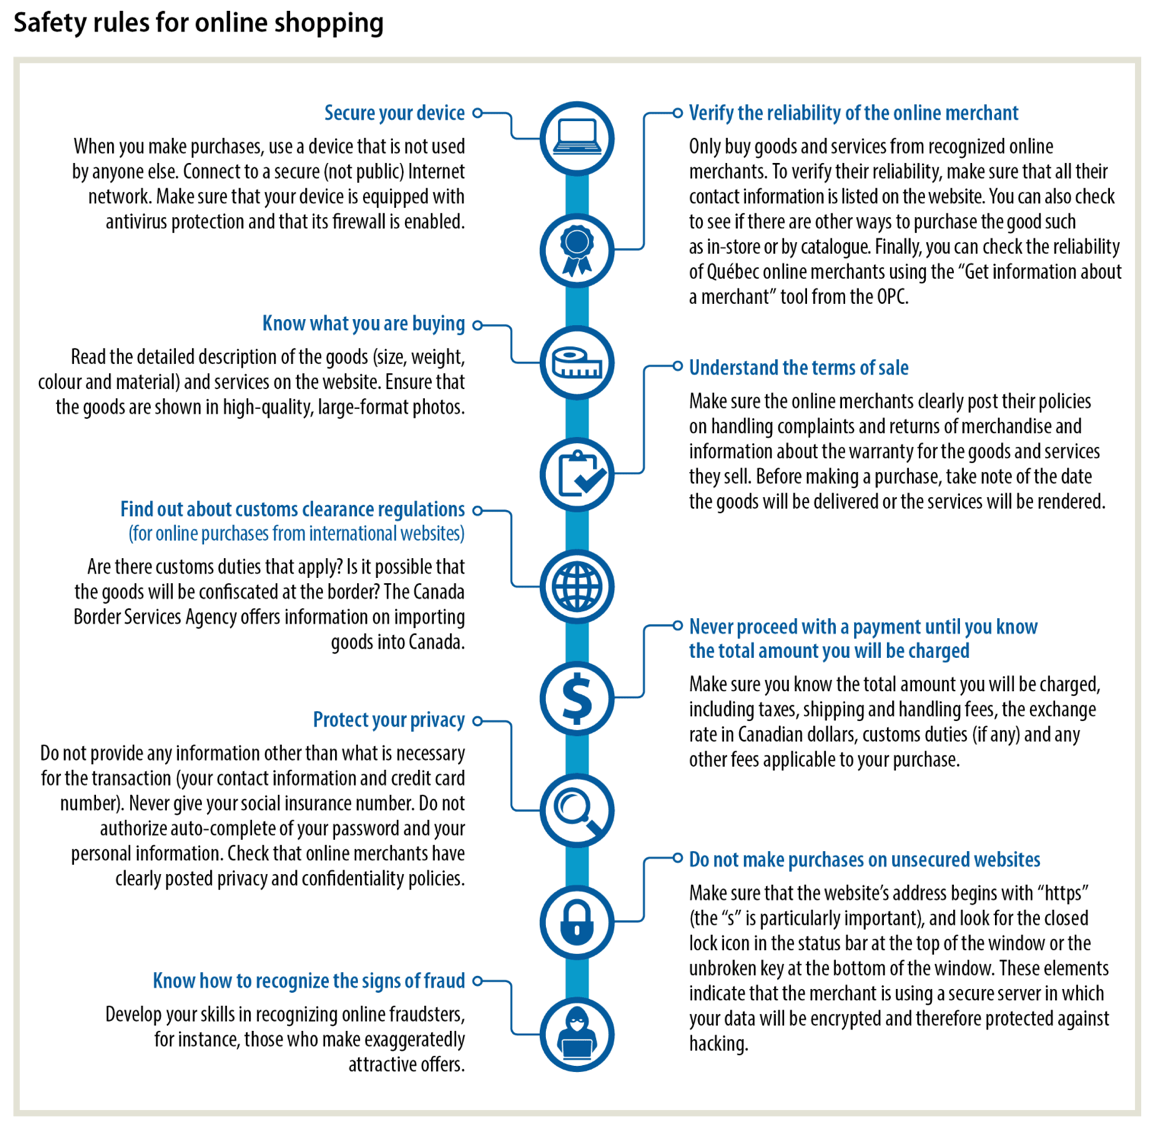 Safety rules for online shopping
Secure your device
When you make purchases, use a device that is not used
by anyone else. Connect to a secure (not public) Internet
network. Make sure that your device is equipped with
antivirus protection and that its firewall is enabled.
Verify the reliability of the online merchant
Only buy goods and services from recognized online
merchants. To verify their reliability, make sure that all their
contact information is listed on the website. You can also check
to see if there are other ways to purchase the good such
as in-store or by catalogue. Finally, you can check the reliability
of Québec online merchants using the “Get information about
a merchant” tool from the OPC.
Know what you are buying
Read the detailed description of the goods (size, weight,
colour and material) and services on the website. Ensure that
the goods are shown in high-quality, large-format photos.
Understand the terms of sale
Make sure the online merchants clearly post their policies
on handling complaints and returns of merchandise and
information about the warranty for the goods and services
they sell. Before making a purchase, take note of the date
the goods will be delivered or the services will be rendered.
Find out about customs clearance regulations
(for online purchases from international websites)
Are there customs duties that apply? Is it possible that
the goods will be confiscated at the border? The Canada
Border Services Agency offers information on importing
goods into Canada.
Never proceed with a payment until you know
the total amount you will be charged
Make sure you know the total amount you will be charged,
including taxes, shipping and handling fees, the exchange
rate in Canadian dollars, customs duties (if any) and any
other fees applicable to your purchase.
$
Protect your privacy
Do not provide any information other than what is necessary
for the transaction (your contact information and credit card
number). Never give your social insurance number. Do not
authorize auto-complete of your password and your
personal information. Check that online merchants have
clearly posted privacy and confidentiality policies.
Do not make purchases on unsecured websites
Make sure that the website’s address begins with “https”
(the “s” is particularly important), and look for the closed
lock icon in the status bar at the top of the window or the
unbroken key at the bottom of the window. These elements
indicate that the merchant is using a secure server in which
your data will be encrypted and therefore protected against
hacking.
Know how to recognize the signs of fraud
Develop your skills in recognizing online fraudsters,
for instance, those who make exaggeratedly
attractive offers.